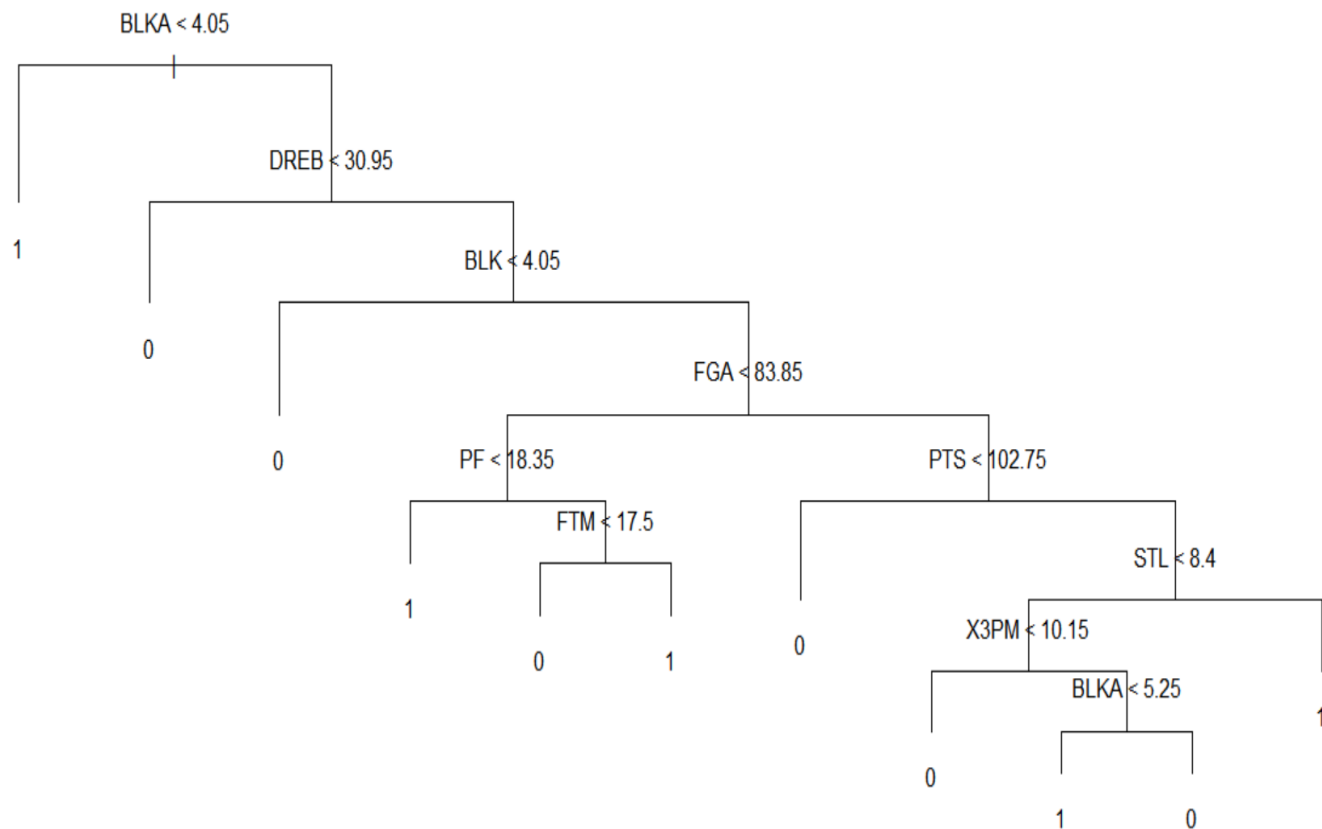 BLKA < 4.05
DREB < 30.95
1
BLK < 4.05
0
FGA < 83.85
0
PF < 18.35
PTS < 102.75
FTM < 17.5
STL < 8.4
1
X3PM < 10.15
0
0
1
BLKA < 5.25
1
0
1
0